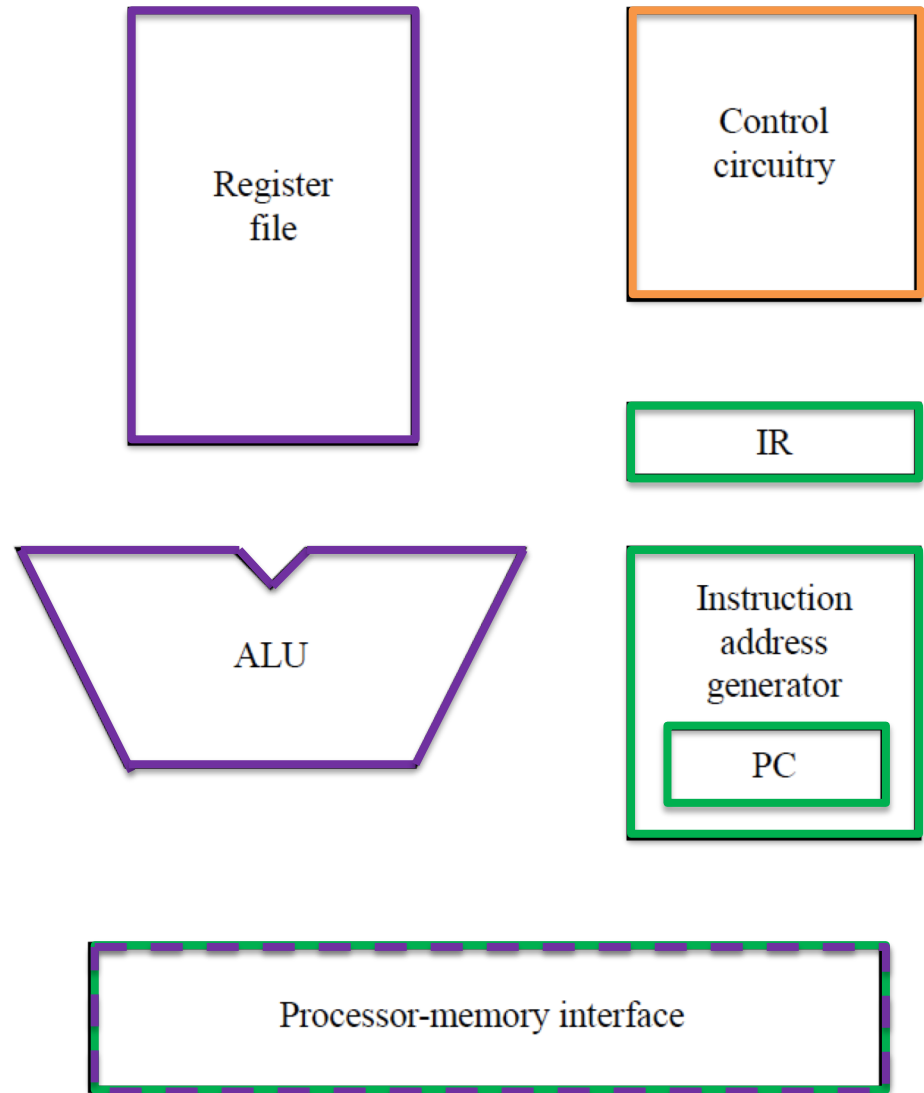 Register
file
Control
circuitry
IR
ALU
Instruction
address
generator
PC
Processor-memory interface